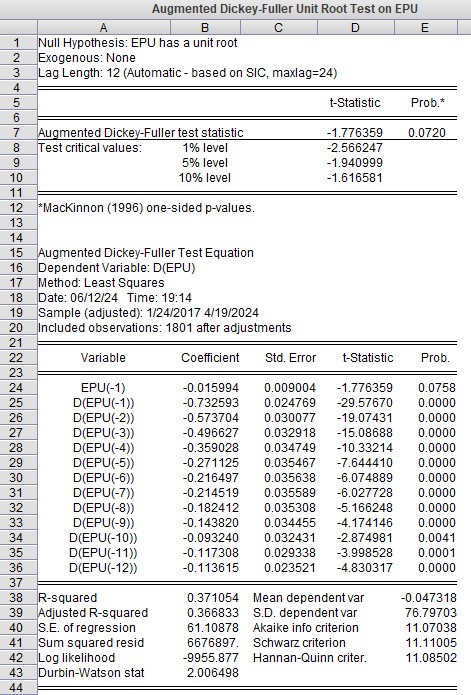 Augmented Dickey-Fuller Unit Root Test on EPU
A B C D E
1 Null Hypothesis: EPU has a unit root
2 Exogenous: None
3 Lag Length: 12 (Automatic - based on SIC, maxlag=24)
4
5 t-Statistic Prob.*
6
7 Augmented Dickey-Fuller test statistic -1.776359 0.0720
8 Test critical values: 1% level -2.566247
9 5% level -1.940999
10 10% level -1.616581
11
12 *MacKinnon (1996) one-sided p-values.
13
14
15 Augmented Dickey-Fuller Test Equation
16 Dependent Variable: D(EPU)
17 Method: Least Squares
18 Date: 06/12/24 Time: 19:14
19 Sample (adjusted): 1/24/2017 4/19/2024
20 Included observations: 1801 after adjustments
21
22 Variable Coefficient Std. Error t-Statistic Prob.
23
24 EPU(-1) -0.015994 0.009004 -1.776359 0.0758
25 D(EPU(-1)) -0.732593 0.024769 -29.57670 0.0000
26 D(EPU(-2)) -0.573704 0.030077 -19.07431 0.0000
27 D(EPU(-3)) -0.496627 0.032918 -15.08688 0.0000
28 D(EPU(-4)) -0.359028 0.034749 -10.33214 0.0000
29 D(EPU(-5)) -0.271125 0.035467 -7.644410 0.0000
30 D(EPU(-6)) -0.216497 0.035638 -6.074889 0.0000
31 D(EPU(-7)) -0.214519 0.035589 -6.027728 0.0000
32 D(EPU(-8)) -0.182412 0.035308 -5.166248 0.0000
33 D(EPU(-9)) -0.143820 0.034455 -4.174146 0.0000
34 D(EPU(-10)) -0.093240 0.032431 -2.874981 0.0041
35 D(EPU(-11)) -0.117308 0.029338 -3.998528 0.0001
36 D(EPU(-12)) -0.113615 0.023521 -4.830317 0.0000
37
38 R-squared 0.371054 Mean dependent var -0.047318
39 Adjusted R-squared 0.366833 S.D. dependent var 76.79703
40 S.E. of regression 61.10878 Akaike info criterion 11.07038
41 Sum squared resid 6676897. Schwarz criterion 11.11005
42 Log likelihood -9955.877 Hannan-Quinn criter. 11.08502
43 Durbin-Watson stat 2.006498
44